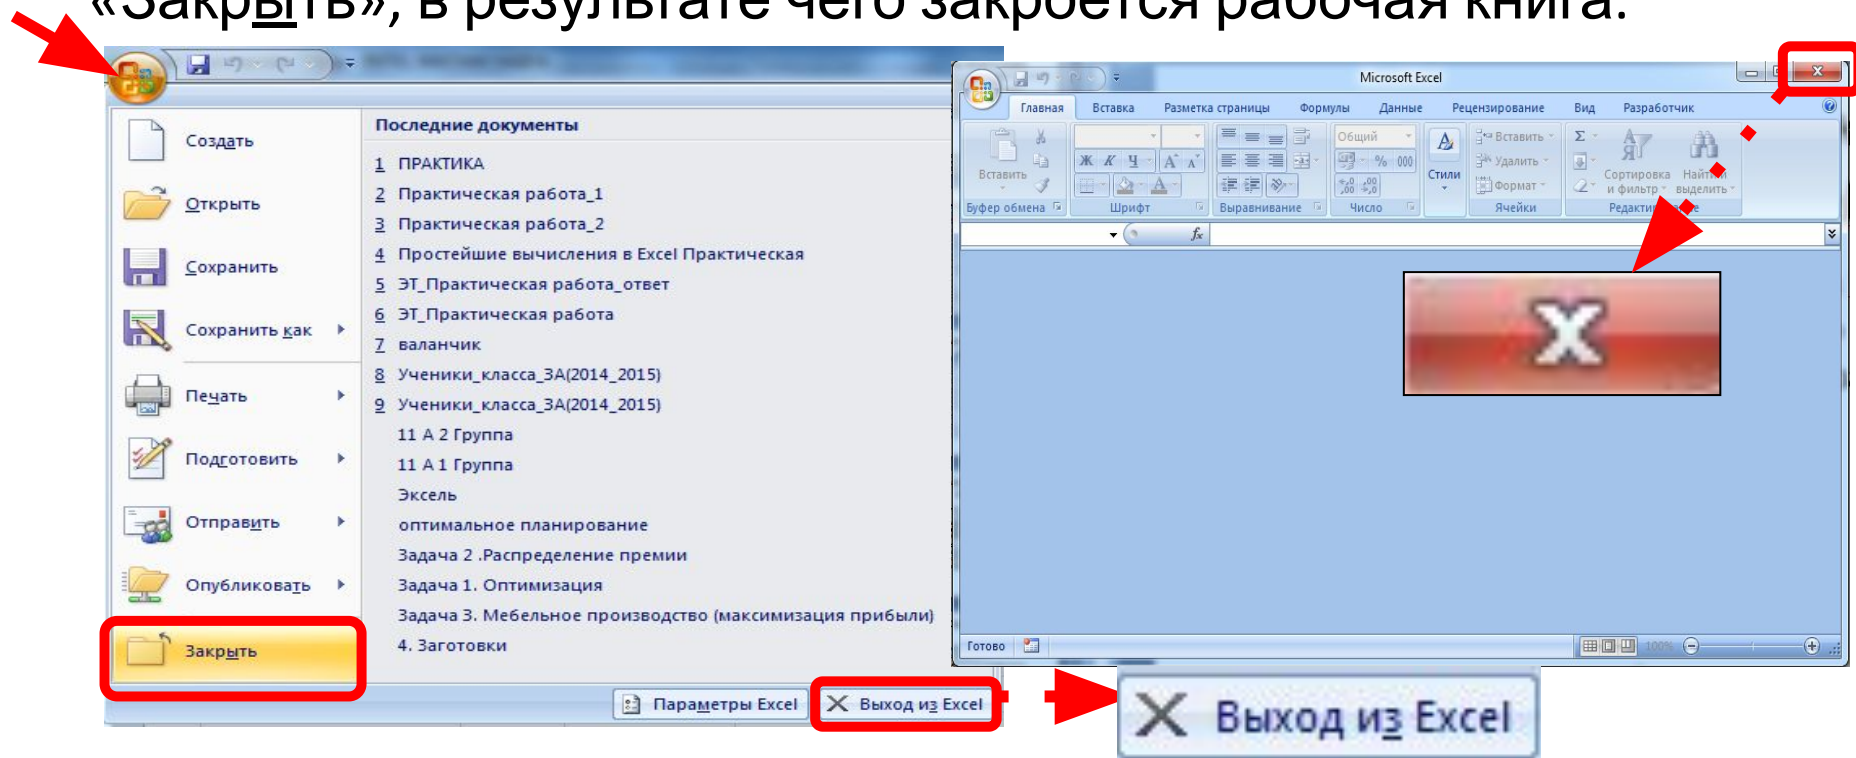 «Закрыть», в результате чего закроется рабочая книга.
Создать
Открыть
Сохранить
Сохранить как
Печать
Подготовить
Отправить
Опубликовать
Закрыть
Последние документы
1 ПРАКТИКА
2 Практическая работа_1
3 Практическая работа_2
4 Простейшие вычисления в Excel Практическая
5 ЭТ_Практическая работа_ответ
6 ЭТ_Практическая работа
7 валанчик
8 Ученики_класса_3А(2014_2015)
9 Ученики_класса_3А(2014_2015)
11 А 2 Группа
11 А 1 Группа
Эксель
оптимальное планирование
Задача 2 .Распределение премии
Задача 1. Оптимизация
Задача 3. Мебельное производство (максимизация прибыли)
4. Заготовки
Параметры Excel
Выход из Excel
Microsoft Excel
Главная Вставка Разметка страницы Формулы Данные Рецензирование Вид Разработчик
Вставить
Буфер обмена
Ж К Ч
Шрифт
Выравнивание
Общий
% 000
Число
Стили
Вставить
Удалить
Формат
Ячейки
Σ
Сортировка и фильтр
выделить
fx
Готово
100%
X
Выход из Excel